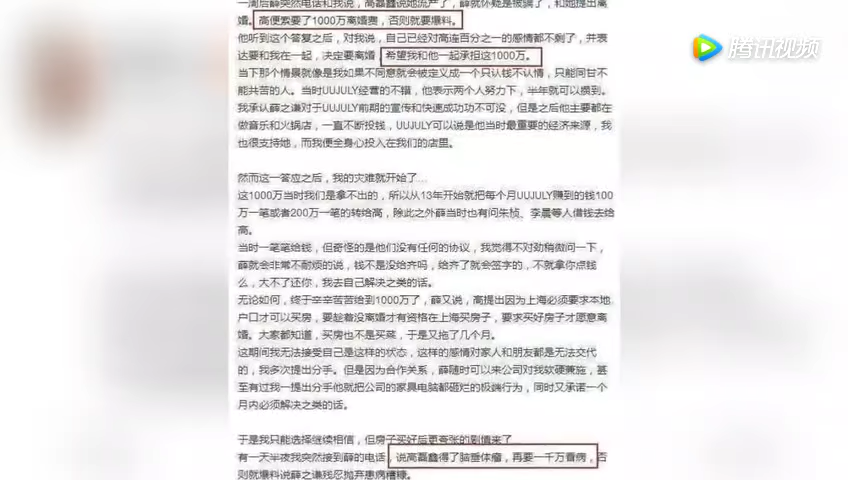 一周后薛突然电话和我说，高磊鑫说她流产了，薛就怀疑是被骗了，和她提出离
婚。高便索要了1000万离婚费，否则就要爆料。
他听到这个答复之后，对我说，自己已经对高连百分之一的感情都不剩了，并表
达要和我在一起，决定要离婚，希望我和他一起承担这1000万。
当下那个情景就像是我如果不同意就会被定义成一个只认钱不认情，只能同甘不
能共苦的人。当时UUJULY经营的不错，他表示两个人努力下，半年就可以攒到。
我承认薛之谦对于UUJULY前期的宣传和快速成功功不可没，但是之后他主要都在
做音乐和火锅店，一直不断投钱，UUJULY可以说是他当时最重要的经济来源，我
也很支持地，而我便全身心投入在我们的店里。
然而这一答应之后，我的灾难就开始了...
这1000万当时我们是拿不出的，所以从13年开始就把每个月UUJULY赚到的钱100
万一笔或者200万一笔的转给高，除此之外薛当时也有问朱桢、李晨等人借钱去给
高。
当时一笔笔给钱，但奇怪的是他们没有任何的协议，我觉得不对劲稍微问一下，
薛就会非常不耐烦的说，钱不是没给齐吗，给齐了就会签字的，不就拿你点钱
么，大不了还你，我去自己解决之类的话。
无论如何，终于辛辛苦苦给到1000万了，薛又说，高提出因为上海必须要求本地
户口才可以买房，要趁着没离婚才有资格在上海买房子，要求买好房子才愿意离
婚。大家都知道，买房也不是买菜，于是又拖了几个月。
这期间我无法接受自己是这样的状态，这样的感情对家人和朋友都是无法交代
的，我多次提出分手。但是因为合作关系，薛随时可以来公司对我软硬兼施，甚
至有过我一提出分手他就把公司的家具电脑都砸烂的极端行为，同时又承诺一个
月内必须解决之类的话。
于是我只能选择继续相信，但房子买好后更夸张的剧情来了...
有一天半夜我突然接到薛的电话，说高磊鑫得了脑垂体瘤，再要一千万看病，否
则就爆料说薛之谦残忍抛弃患病糟糠。
腾讯视频